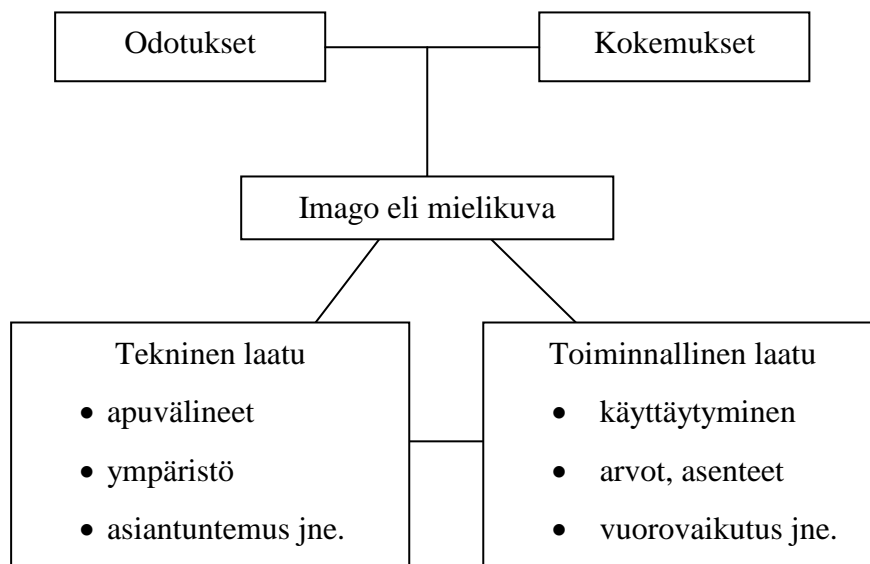 Odotukset
Kokemukset
Imago eli mielikuva
Tekninen laatu
• apuvälineet
• ympäristö
• asiantuntemus jne.
Toiminnallinen laatu
• käyttäytyminen
• arvot, asenteet
• vuorovaikutus jne.